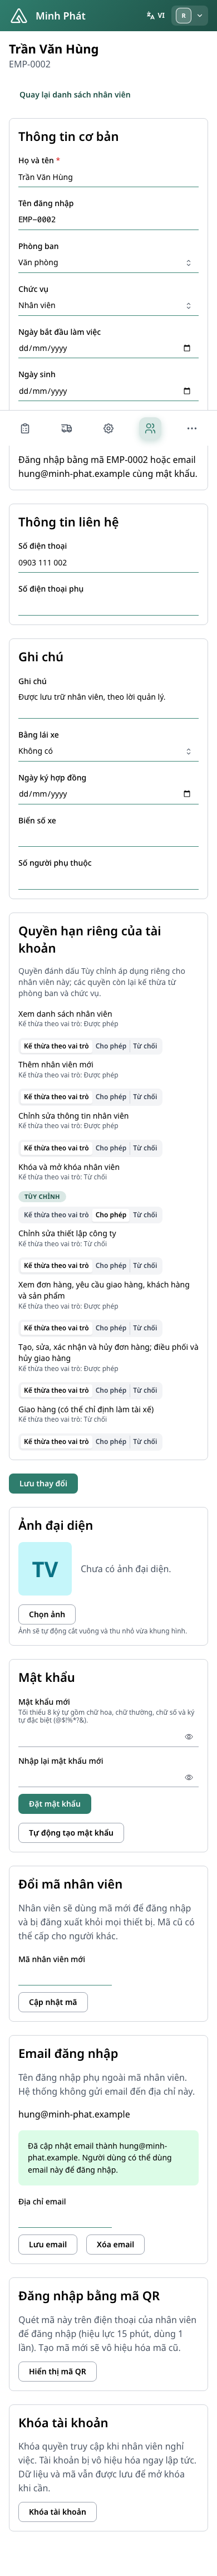 Minh Phát
VI
R
Trần Văn Hùng
EMP-0002
Quay lại danh sách nhân viên
Thông tin cơ bản
Họ và tên *
Trần Văn Hùng
Tên đăng nhập
EMP-0002
Phòng ban
Văn phòng
Chức vụ
Nhân viên
Ngày bắt đầu làm việc
dd/mm/yyyy
Ngày sinh
dd/mm/yyyy
Đăng nhập bằng mã EMP-0002 hoặc email
hung@minh-phat.example cùng mật khẩu.
Thông tin liên hệ
Số điện thoại
0903 111 002
Số điện thoại phụ
Ghi chú
Ghi chú
Được lưu trữ nhân viên, theo lời quản lý.
Bằng lái xe
Không có
Ngày ký hợp đồng
dd/mm/yyyy
Biển số xe
Số người phụ thuộc
Quyền hạn riêng của tài
khoản
Quyền đánh dấu Tùy chỉnh áp dụng riêng cho
nhân viên này; các quyền còn lại kế thừa từ
phòng ban và chức vụ.
Xem danh sách nhân viên
Kế thừa theo vai trò: Được phép
Kế thừa theo vai trò Cho phép Từ chối
Thêm nhân viên mới
Kế thừa theo vai trò: Được phép
Kế thừa theo vai trò Cho phép Từ chối
Chỉnh sửa thông tin nhân viên
Kế thừa theo vai trò: Được phép
Kế thừa theo vai trò Cho phép Từ chối
Khóa và mở khóa nhân viên
Kế thừa theo vai trò: Từ chối
TÙY CHỈNH
Kế thừa theo vai trò Cho phép Từ chối
Chỉnh sửa thiết lập công ty
Kế thừa theo vai trò: Từ chối
Kế thừa theo vai trò Cho phép Từ chối
Xem đơn hàng, yêu cầu giao hàng, khách hàng
và sản phẩm
Kế thừa theo vai trò: Được phép
Kế thừa theo vai trò Cho phép Từ chối
Tạo, sửa, xác nhận và hủy đơn hàng; điều phối và
hủy giao hàng
Kế thừa theo vai trò: Được phép
Kế thừa theo vai trò Cho phép Từ chối
Giao hàng (có thể chỉ định làm tài xế)
Kế thừa theo vai trò: Từ chối
Kế thừa theo vai trò Cho phép Từ chối
Lưu thay đổi
Ảnh đại diện
TV
Chưa có ảnh đại diện.
Chọn ảnh
Ảnh sẽ tự động cắt vuông và thu nhỏ vừa khung hình.
Mật khẩu
Mật khẩu mới
Tối thiểu 8 ký tự gồm chữ hoa, chữ thường, chữ số và ký
tự đặc biệt (@$!%*?&).
Nhập lại mật khẩu mới
Đặt mật khẩu
Tự động tạo mật khẩu
Đổi mã nhân viên
Nhân viên sẽ dùng mã mới để đăng nhập
và bị đăng xuất khỏi mọi thiết bị. Mã cũ có
thể cấp cho người khác.
Mã nhân viên mới
Cập nhật mã
Email đăng nhập
Tên đăng nhập phụ ngoài mã nhân viên.
Hệ thống không gửi email đến địa chỉ này.
hung@minh-phat.example
Đã cập nhật email thành hung@minh-
phat.example. Người dùng có thể dùng
email này để đăng nhập.
Địa chỉ email
Lưu email
Xóa email
Đăng nhập bằng mã QR
Quét mã này trên điện thoại của nhân viên
để đăng nhập (hiệu lực 15 phút, dùng 1
lần). Tạo mã mới sẽ vô hiệu hóa mã cũ.
Hiển thị mã QR
Khóa tài khoản
Khóa quyền truy cập khi nhân viên nghỉ
việc. Tài khoản bị vô hiệu hóa ngay lập tức.
Dữ liệu và mã vẫn được lưu để mở khóa
khi cần.
Khóa tài khoản